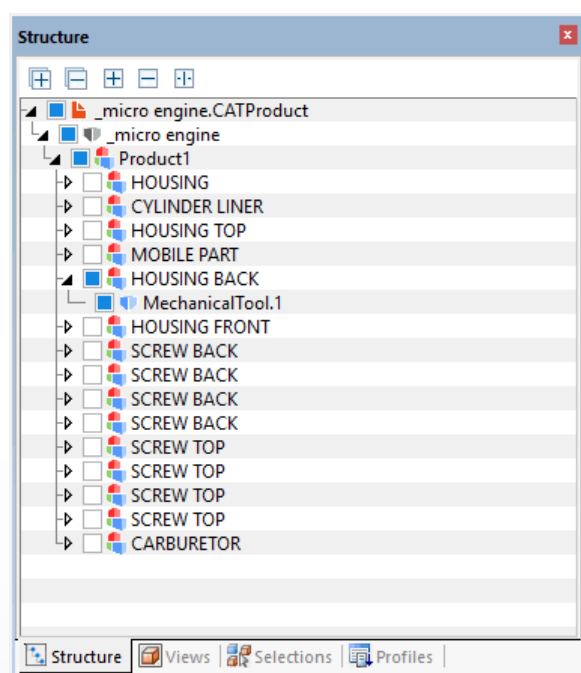 Structure
_micro engine.CATProduct
_micro engine
Product1
HOUSING
CYLINDER LINER
HOUSING TOP
MOBILE PART
HOUSING BACK
MechanicalTool.1
HOUSING FRONT
SCREW BACK
SCREW BACK
SCREW BACK
SCREW BACK
SCREW TOP
SCREW TOP
SCREW TOP
SCREW TOP
CARBURETOR
Structure Views Selections Profiles